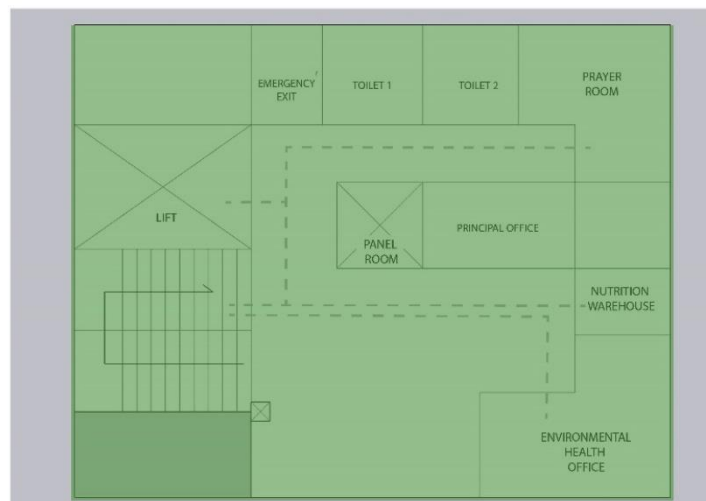 EMERGENCY
EXIT
TOILET 1
TOILET 2
PRAYER
ROOM
LIFT
PANEL
ROOM
PRINCIPAL OFFICE
NUTRITION
WAREHOUSE
ENVIRONMENTAL
HEALTH
OFFICE